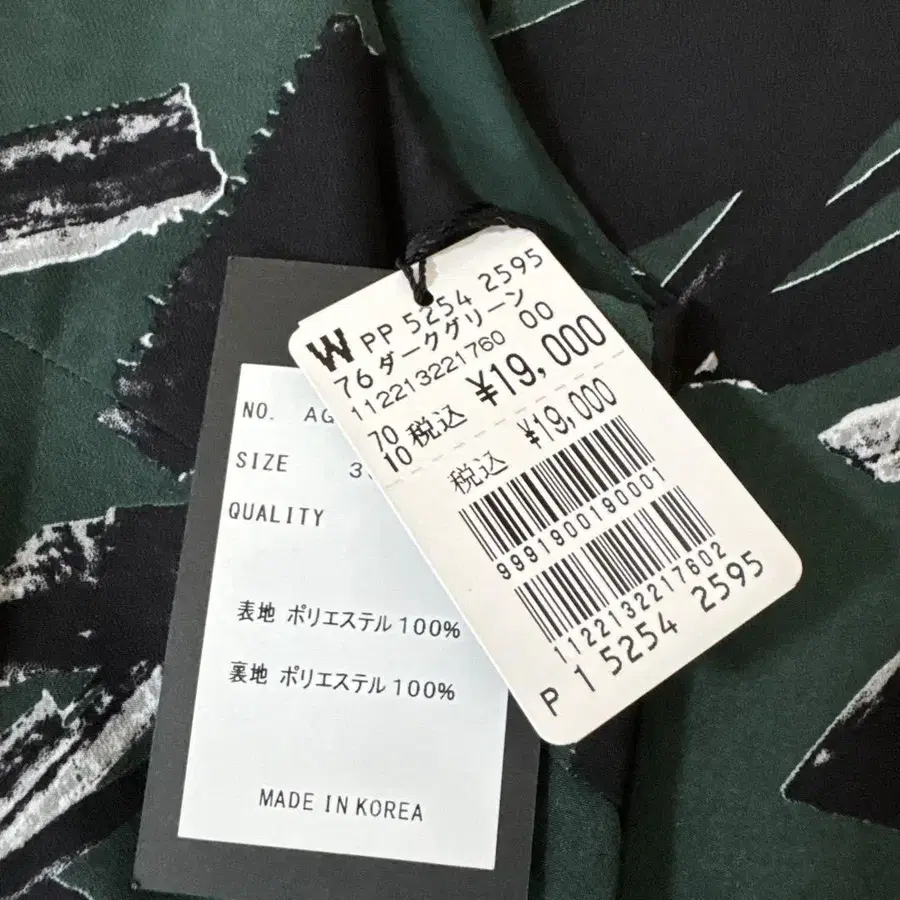 W PP 5254 2595
76 ダークグリーン
112213221760 00
70
10 税込 ¥19,000
税込 ¥19,000
9991900190001
1122132217602
P 1 5254 2595
NO. AG
SIZE 3
QUALITY
表地 ポリエステル100%
裏地 ポリエステル100%
MADE IN KOREA